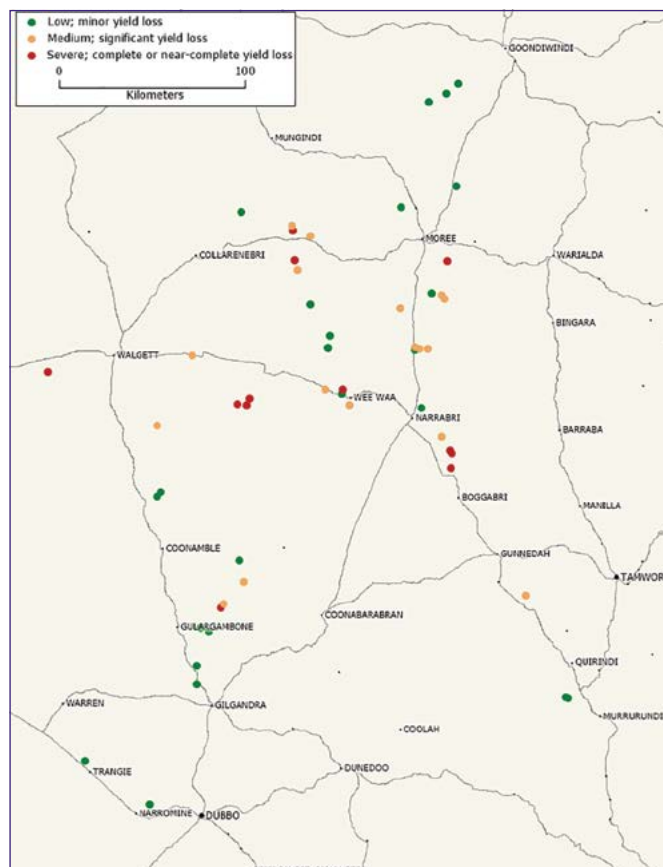 Low; minor yield loss
Medium; significant yield loss
Severe; complete or near-complete yield loss
0 100
Kilometers
GOONDIWINDI
MUNGINDI
MOREE
COLLARENEBRI
WARIALDA
BINGARA
WALGETT
WEE WAA
NARRABRI
BARRABA
BOGGABRI
MANILLA
COONAMBLE
GUNNEDAH
TAMWOR
COONABARABRAN
GULARGAMBONE
QUIRINDI
WARREN
GILGANDRA
MURRURUNDI
COOLAH
TRANGIE
DUNEDOO
NARROMINE
DUBBO